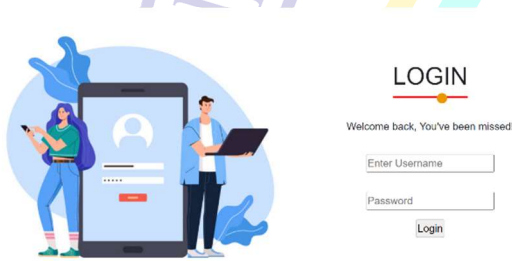 LOGIN
Welcome back, You've been missed!
Enter Username
Password
Login